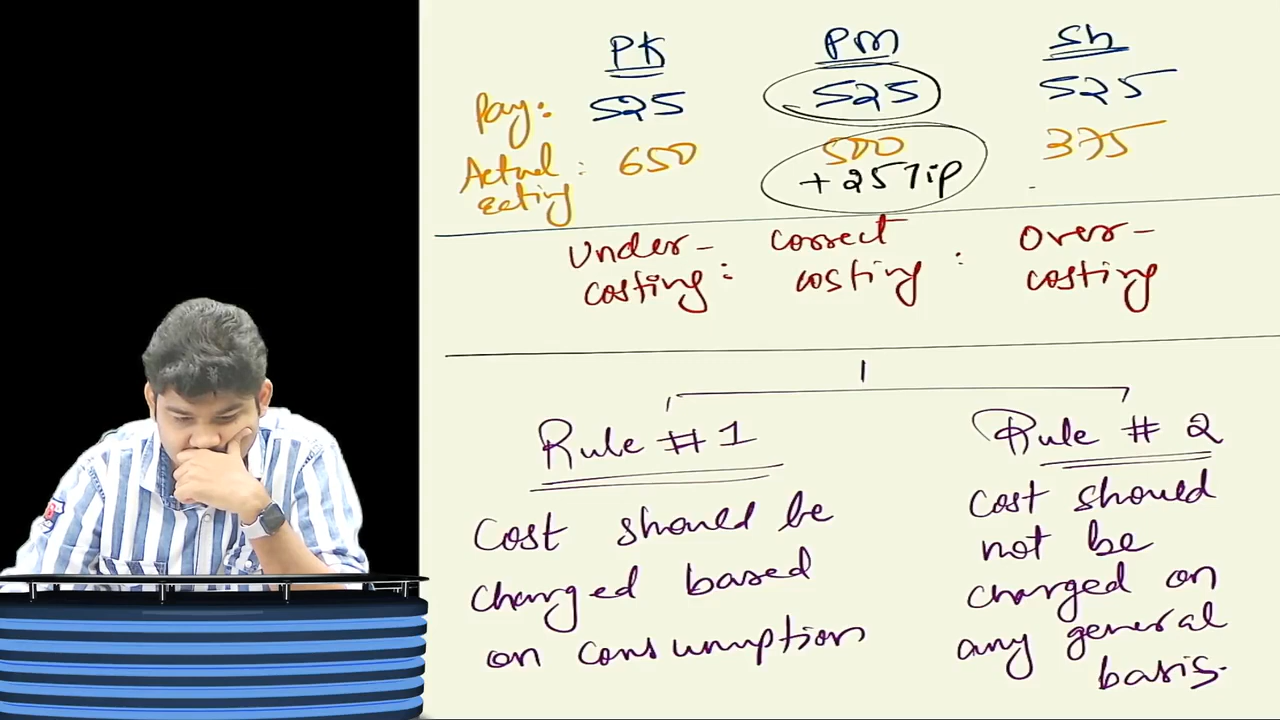 PK PM Sh
Pay: 525 525 525
Actual eating : 650 500 + 25 Tip 375
Under-costing : Correct costing : Over-costing
Rule #1
Cost should be
charged based
on consumption
Rule # 2
Cost should
not be
charged on
any general
basis.